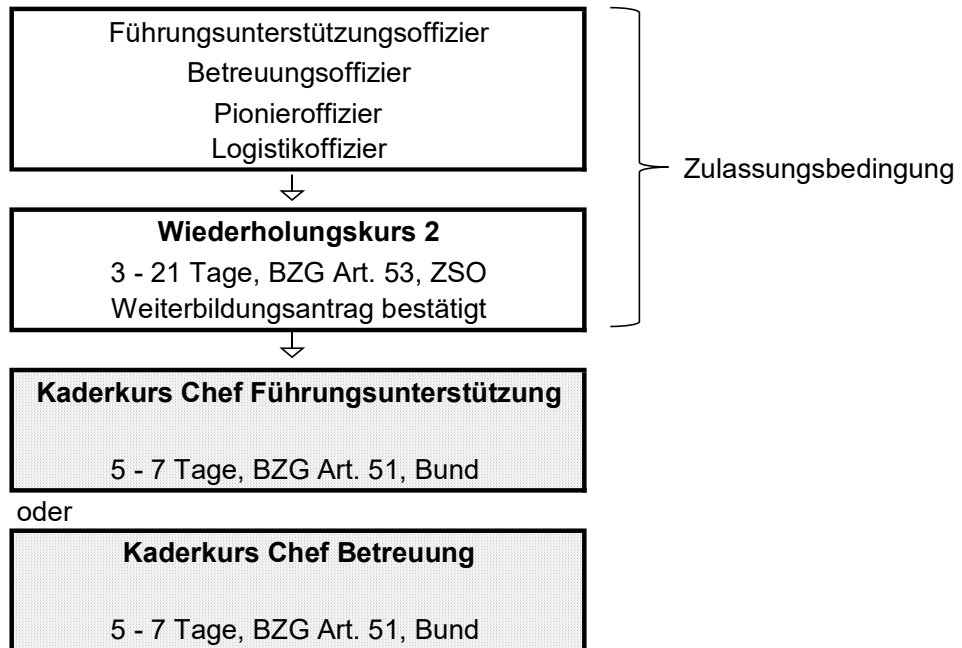 Führungsunterstützungsoffizier
Betreuungsoffizier
Pionieroffizier
Logistikoffizier
Zulassungsbedingung
Wiederholungskurs 2
3 - 21 Tage, BZG Art. 53, ZSO
Weiterbildungsantrag bestätigt
Kaderkurs Chef Führungsunterstützung
5 - 7 Tage, BZG Art. 51, Bund
oder
Kaderkurs Chef Betreuung
5 - 7 Tage, BZG Art. 51, Bund